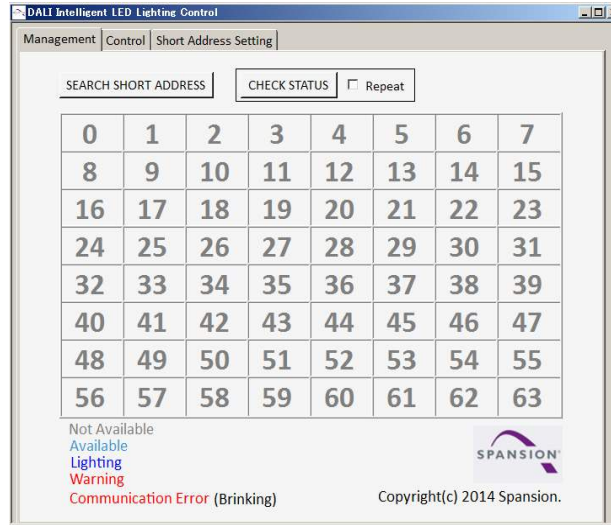 DALI Intelligent LED Lighting Control
Management Control Short Address Setting
SEARCH SHORT ADDRESS CHECK STATUS Repeat
0 1 2 3 4 5 6 7
8 9 10 11 12 13 14 15
16 17 18 19 20 21 22 23
24 25 26 27 28 29 30 31
32 33 34 35 36 37 38 39
40 41 42 43 44 45 46 47
48 49 50 51 52 53 54 55
56 57 58 59 60 61 62 63
Not Available
Available
Lighting
Warning
Communication Error (Brinking)
SPANSION
Copyright(c) 2014 Spansion.